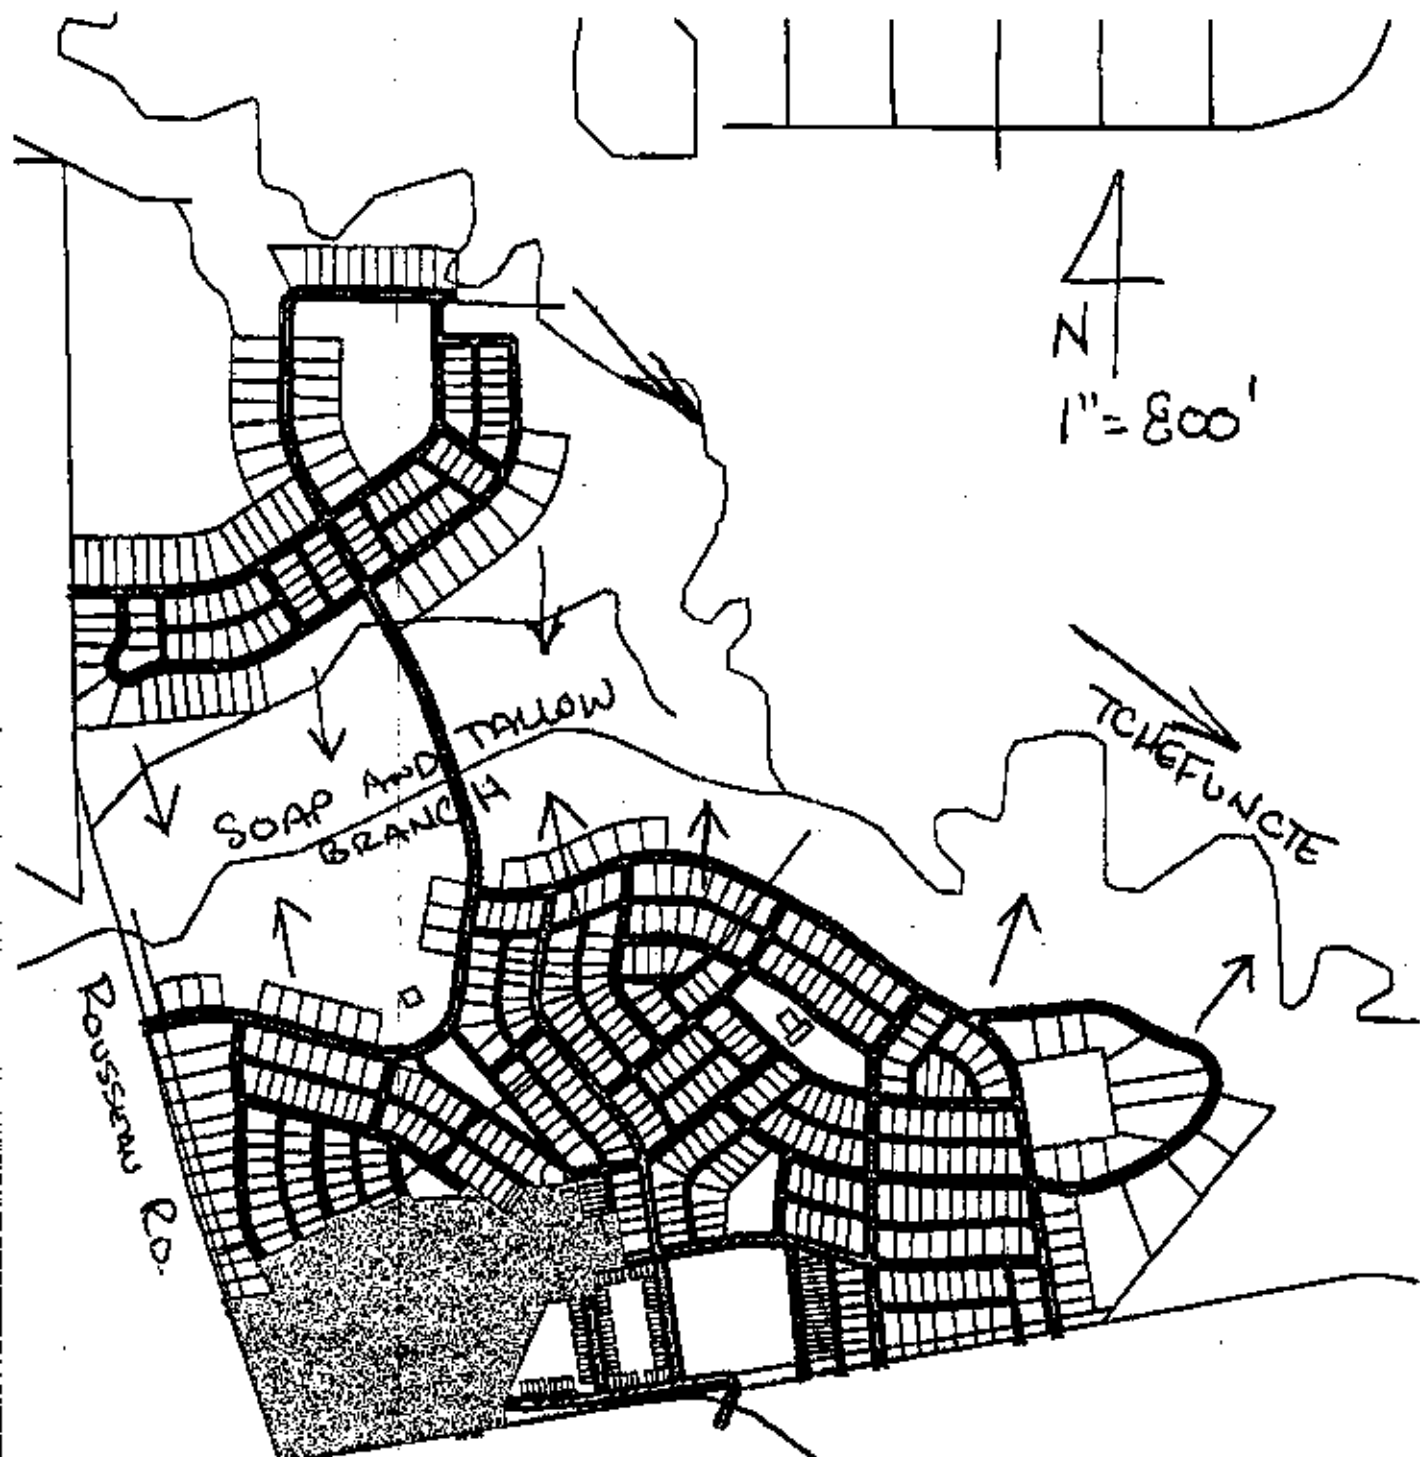 N
1"= 800'
TCHEFUNCTE
SOAP AND TALLOW
BRANCH
ROUSSEAU RD.